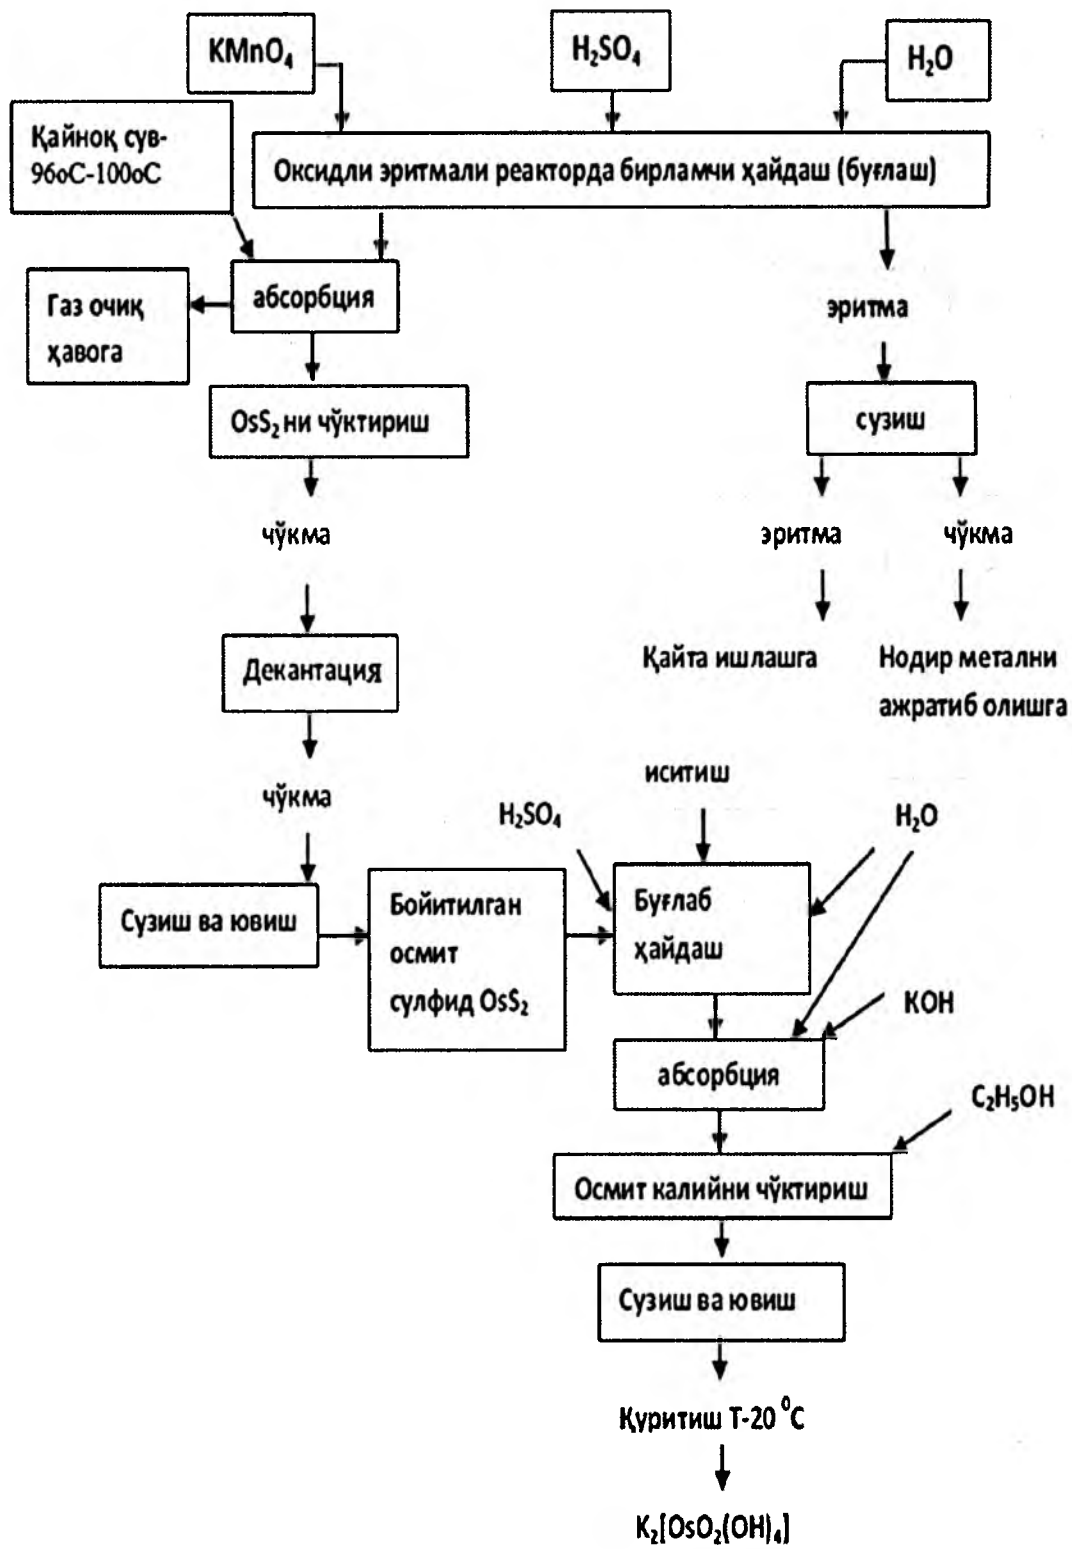 KMnO₄
H₂SO₄
H₂O
Қайноқ сув-
96oC-100oC
Оксидли эритмали реакторда бирламчи ҳайдаш (буғлаш)
абсорбция
Газ очиқ
ҳавога
эритма
OsS₂ ни чўктириш
сузиш
чўкма
эритма
чўкма
Декантация
Қайта ишлашга
Нодир метални
ажратиб олишга
чўкма
иситиш
H₂SO₄
H₂O
Сузиш ва ювиш
Бойитилган
осмит
сулфид OsS₂
Буғлаб
ҳайдаш
KOH
абсорбция
C₂H₅OH
Осмит калийни чўктириш
Сузиш ва ювиш
Қуритиш T-20 ⁰C
K₂[OsO₂(OH)₄]